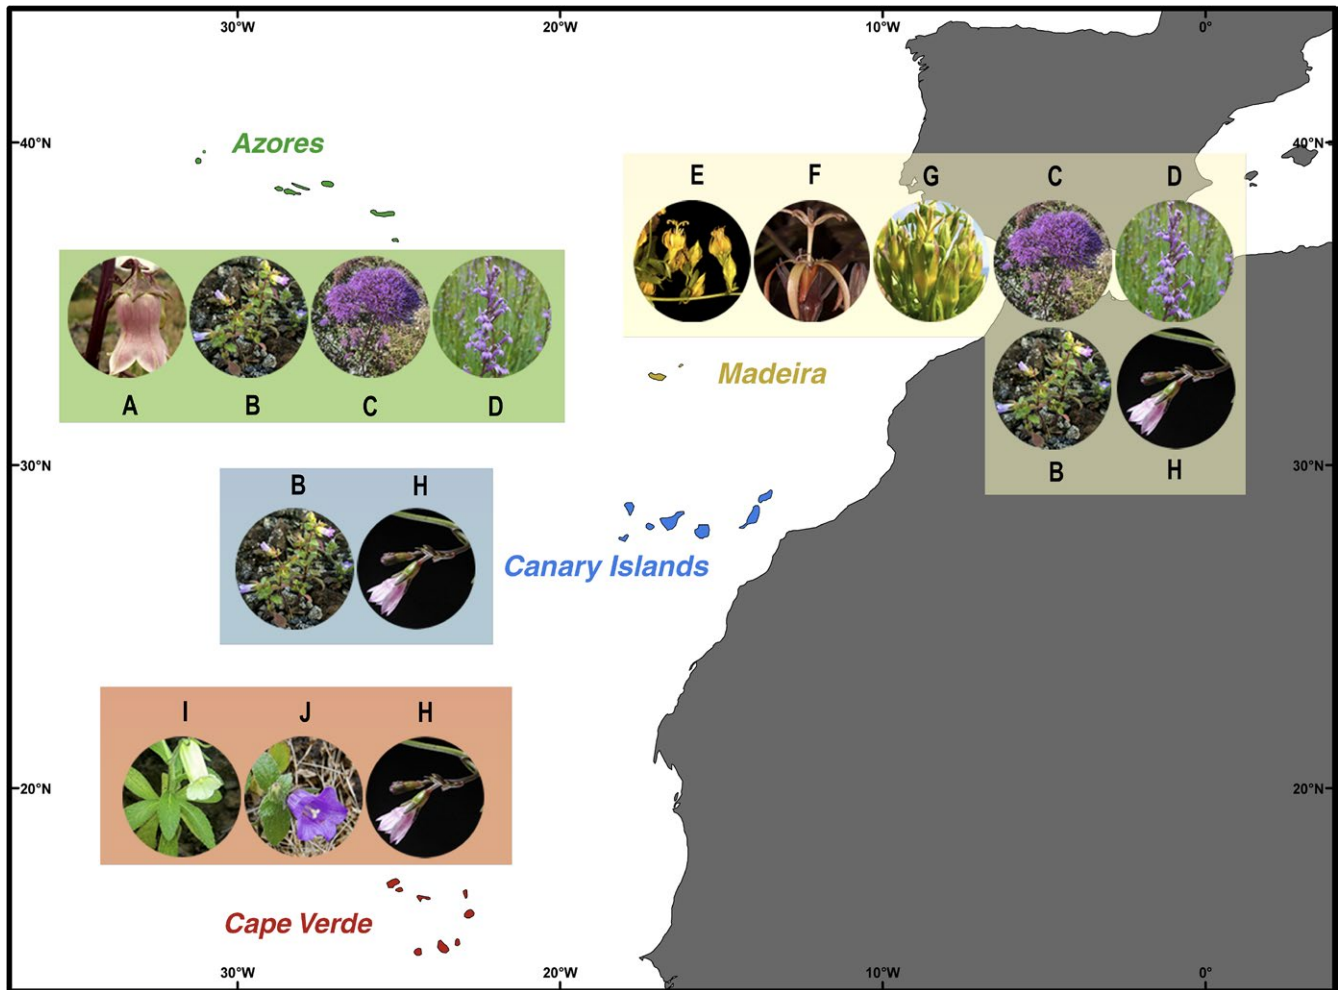 30°W 20°W 10°W 0°
40°N 40°N
Azores
E F G C D
A B C D
Madeira
B H
30°N 30°N
B H
Canary Islands
I J H
20°N 20°N
Cape Verde
30°W 20°W 10°W 0°